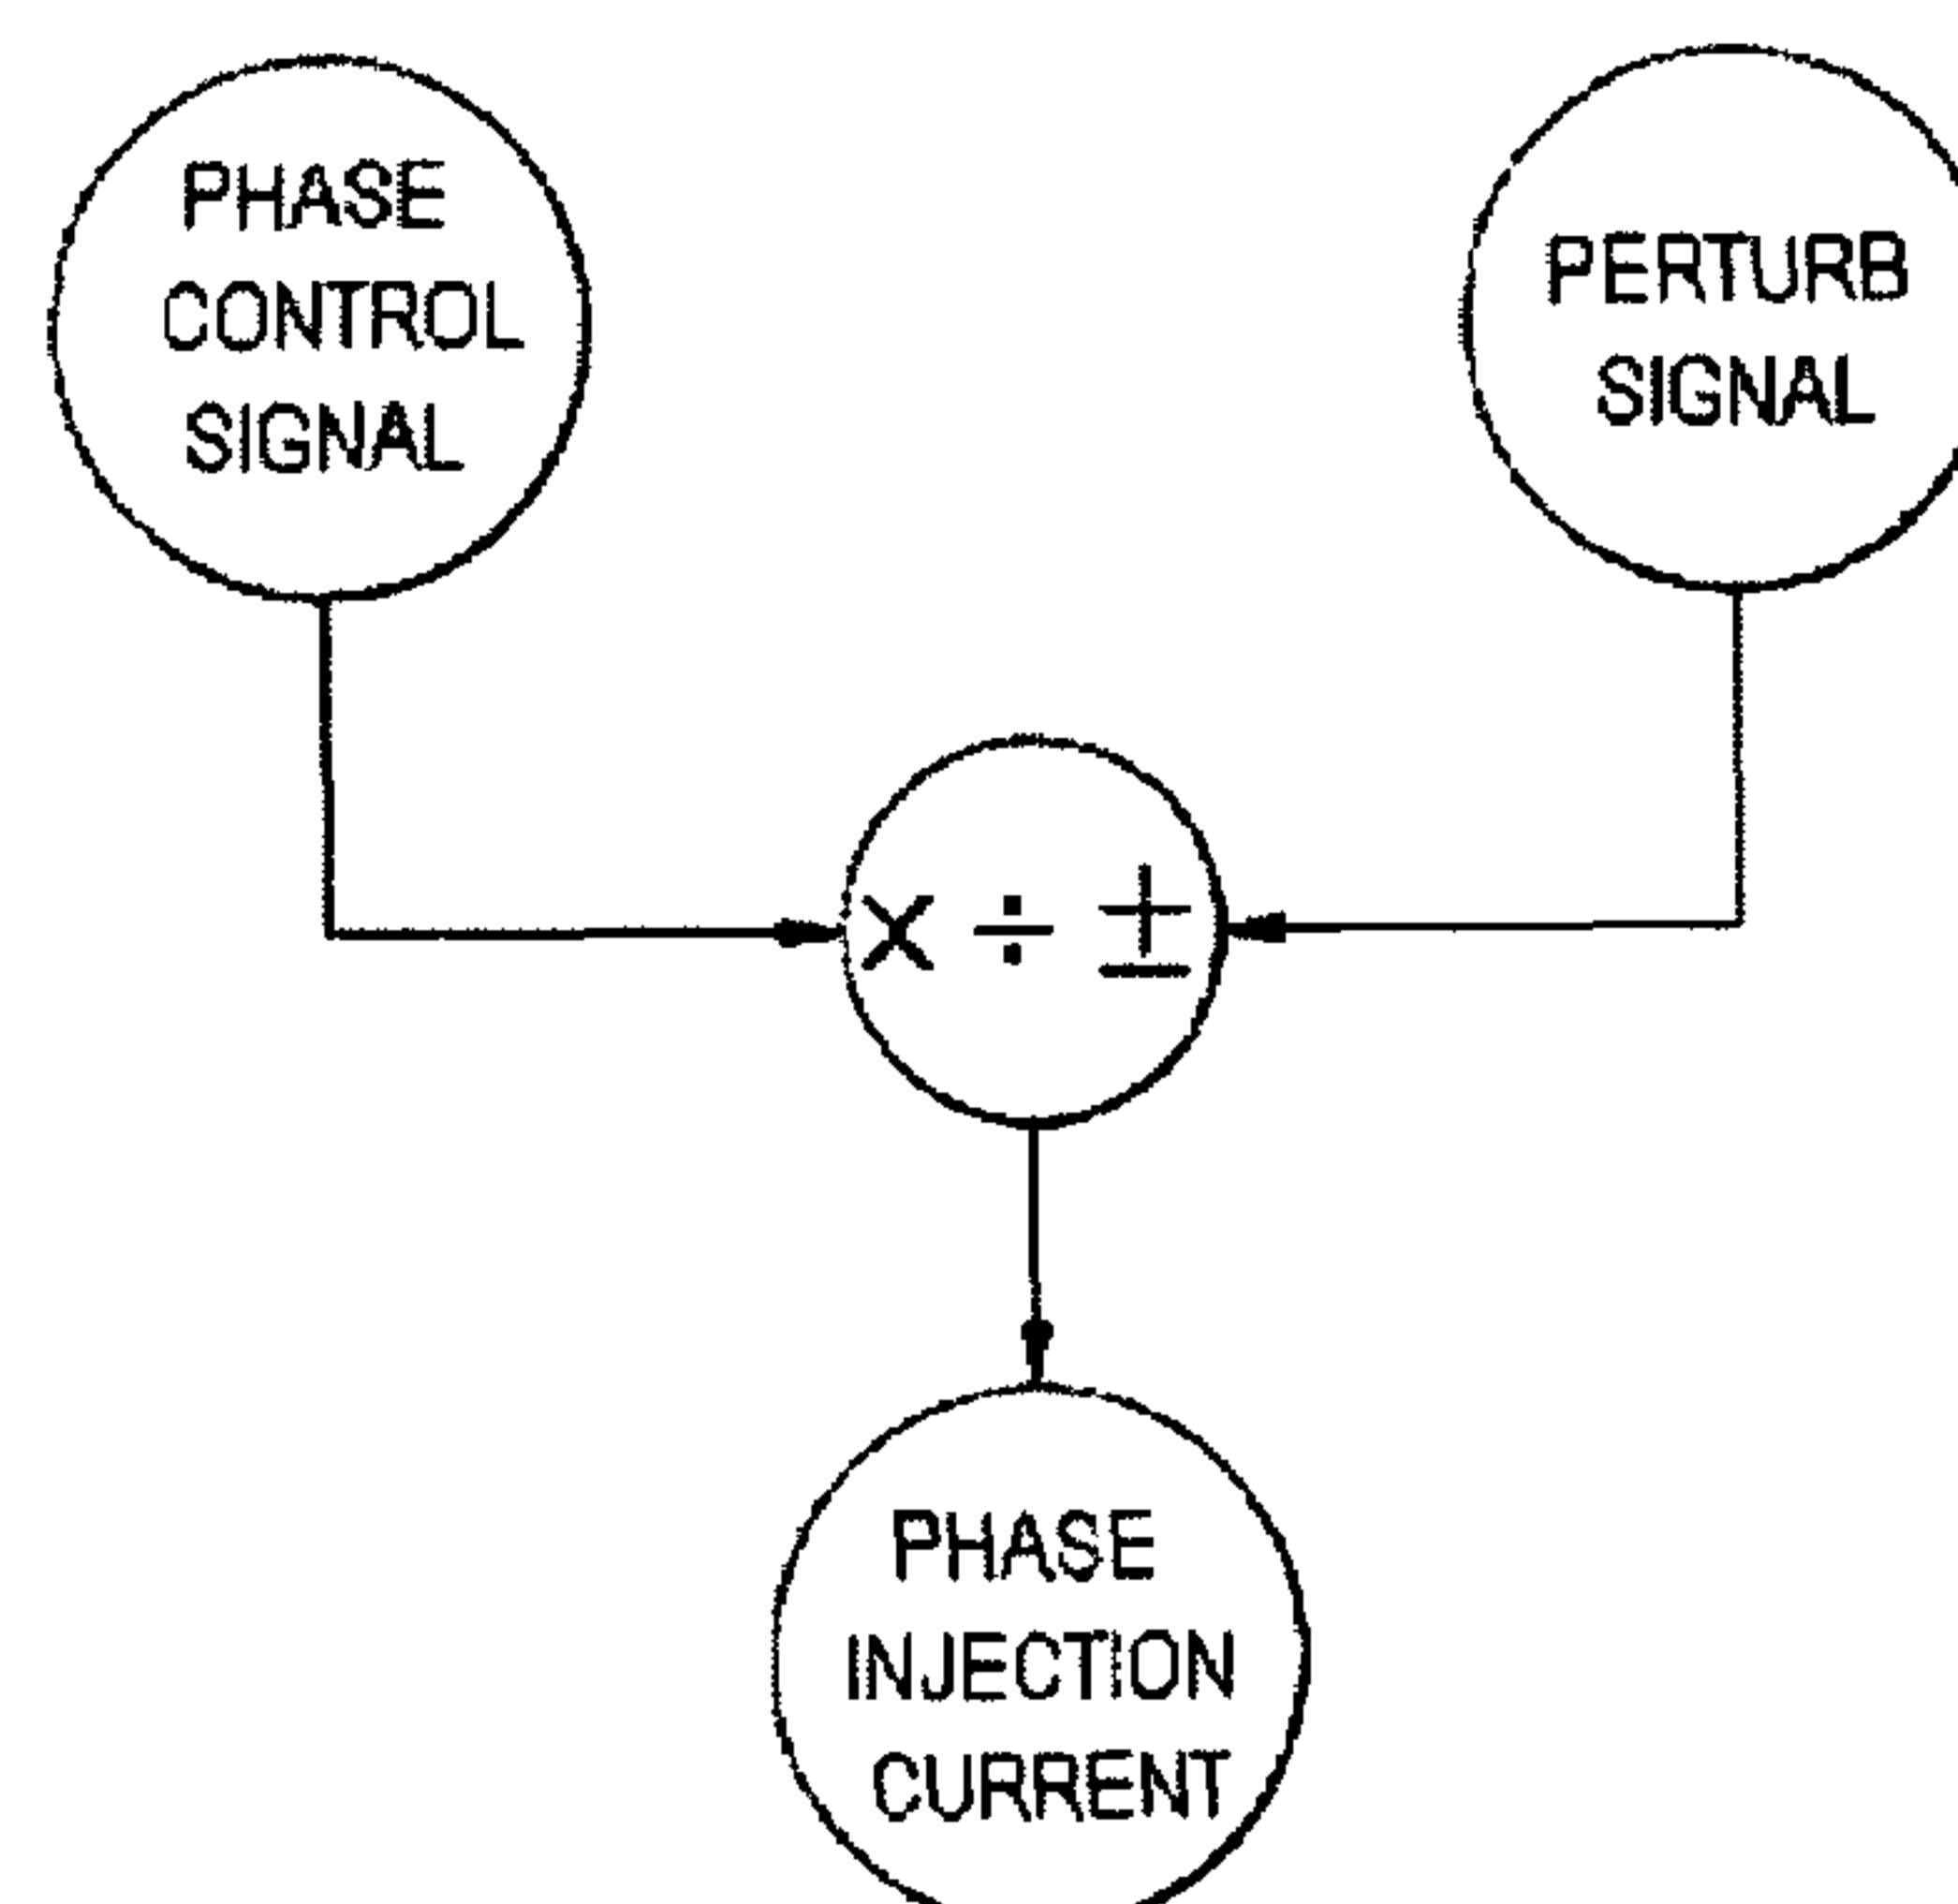 PHASE
CONTROL
SIGNAL
PERTURB
SIGNAL
× ÷ ±
PHASE
INJECTION
CURRENT